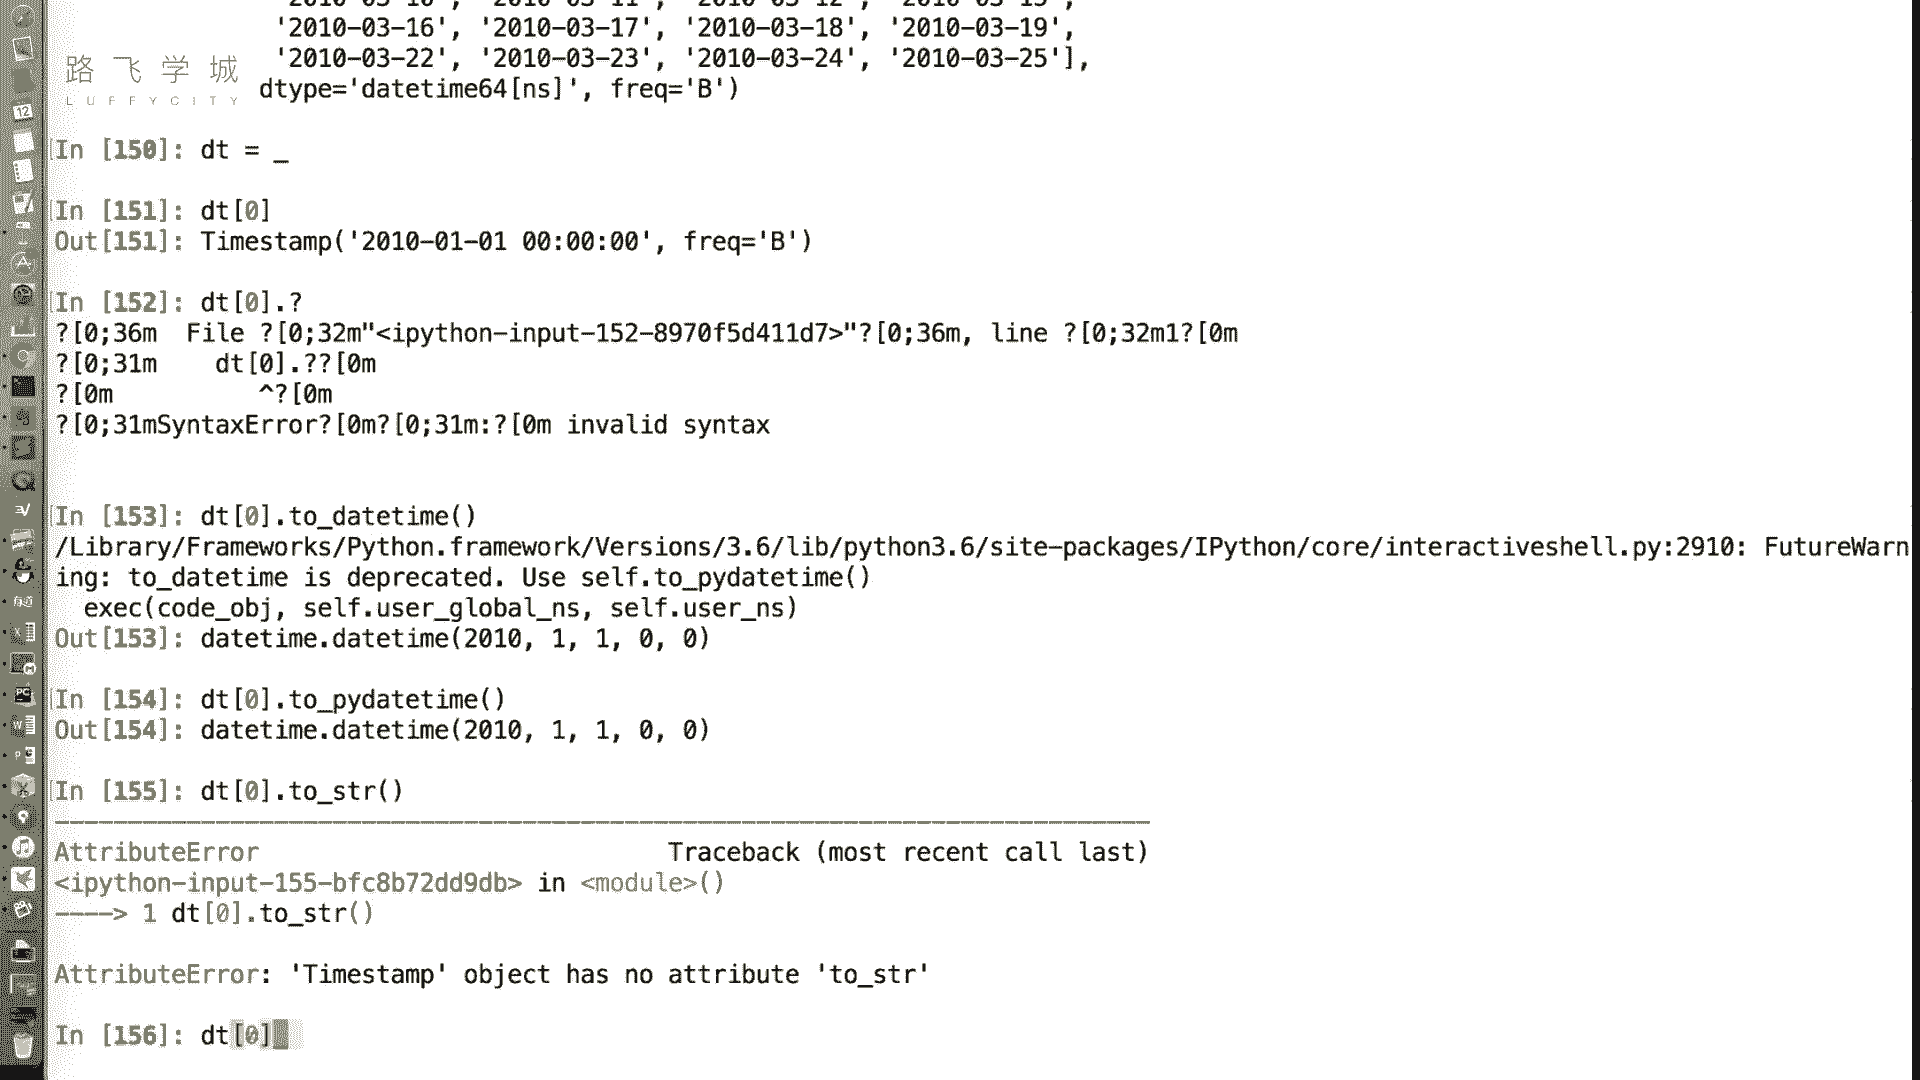 '2010-03-10', '2010-03-11', '2010-03-12', '2010-03-15',
'2010-03-16', '2010-03-17', '2010-03-18', '2010-03-19',
'2010-03-22', '2010-03-23', '2010-03-24', '2010-03-25'],
路飞学城
LUFFYCITY
dtype='datetime64[ns]', freq='B')
In [150]: dt = _
In [151]: dt[0]
Out[151]: Timestamp('2010-01-01 00:00:00', freq='B')
In [152]: dt[0].?
?[0;36m  File ?[0;32m"<ipython-input-152-8970f5d411d7>"?[0;36m, line ?[0;32m1?[0m
?[0;31m    dt[0].??[0m
?[0m          ^?[0m
?[0;31mSyntaxError?[0m?[0;31m:?[0m invalid syntax
In [153]: dt[0].to_datetime()
/Library/Frameworks/Python.framework/Versions/3.6/lib/python3.6/site-packages/IPython/core/interactiveshell.py:2910: FutureWarn
ing: to_datetime is deprecated. Use self.to_pydatetime()
  exec(code_obj, self.user_global_ns, self.user_ns)
Out[153]: datetime.datetime(2010, 1, 1, 0, 0)
In [154]: dt[0].to_pydatetime()
Out[154]: datetime.datetime(2010, 1, 1, 0, 0)
In [155]: dt[0].to_str()
---------------------------------------------------------------------------
AttributeError                            Traceback (most recent call last)
<ipython-input-155-bfc8b72dd9db> in <module>()
----> 1 dt[0].to_str()
AttributeError: 'Timestamp' object has no attribute 'to_str'
In [156]: dt[0]